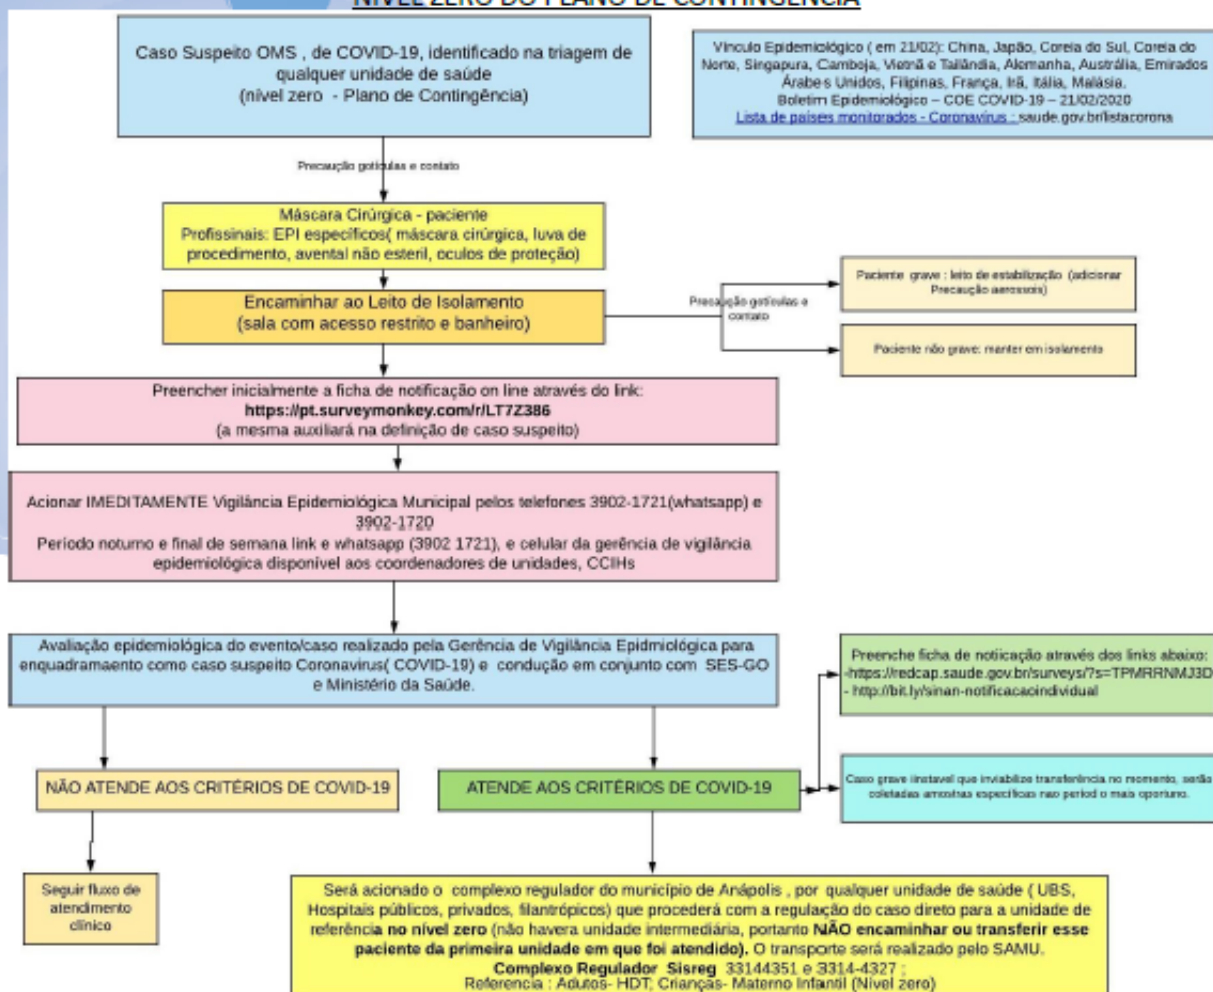 NÍVEL ZERO DO PLANO DE CONTINGÊNCIA
Caso Suspeito OMS , de COVID-19, identificado na triagem de
qualquer unidade de saúde
(nível zero - Plano de Contingência)
Vínculo Epidemiológico ( em 21/02): China, Japão, Coreia do Sul, Coreia do
Norte, Singapura, Camboja, Vietnã e Tailândia, Alemanha, Austrália, Emirados
Árabes Unidos, Filipinas, França, Irã, Itália, Malásia.
Boletim Epidemiológico – COE COVID-19 – 21/02/2020
Lista de países monitorados - Coronavírus : saude.gov.br/listacorona
Precaução gotículas e contato
Máscara Cirúrgica - paciente
Profissinais: EPI específicos( máscara cirúrgica, luva de
procedimento, avental não esteril, oculos de proteção)
Encaminhar ao Leito de Isolamento
(sala com acesso restrito e banheiro)
Precaução gotículas e
contato
Paciente grave : leito de estabilização (adicionar
Precaução aerossois)
Paciente não grave: manter em isolamento
Preencher inicialmente a ficha de notificação on line através do link:
https://pt.surveymonkey.com/r/LT7Z386
(a mesma auxiliará na definição de caso suspeito)
Acionar IMEDITAMENTE Vigilância Epidemiológica Municipal pelos telefones 3902-1721(whatsapp) e
3902-1720
Período noturno e final de semana link e whatsapp (3902 1721), e celular da gerência de vigilância
epidemiológica disponível aos coordenadores de unidades, CCIHs
Avaliação epidemiológica do evento/caso realizado pela Gerência de Vigilância Epidmiológica para
enquadramaento como caso suspeito Coronavirus( COVID-19) e condução em conjunto com SES-GO
e Ministério da Saúde.
Preenche ficha de notiicação através dos links abaixo:
-https://redcap.saude.gov.br/surveys/?s=TPMRRNMJ3D
- http://bit.ly/sinan-notificacaoindividual
NÃO ATENDE AOS CRITÉRIOS DE COVID-19
ATENDE AOS CRITÉRIOS DE COVID-19
Caso grave iinstavel que inviabilize transferência no momento, serão
coletadas amostras específicas nao period o mais oportuno.
Seguir fluxo de
atendimento
clínico
Será acionado o complexo regulador do município de Anápolis , por qualquer unidade de saúde ( UBS,
Hospitais públicos, privados, filantrópicos) que procederá com a regulação do caso direto para a unidade de
referência no nível zero (não havera unidade intermediária, portanto NÃO encaminhar ou transferir esse
paciente da primeira unidade em que foi atendido). O transporte será realizado pelo SAMU.
Complexo Regulador Sisreg 33144351 e 3314-4327 ;
Referencia : Adutos- HDT; Crianças- Materno Infantil (Nivel zero)